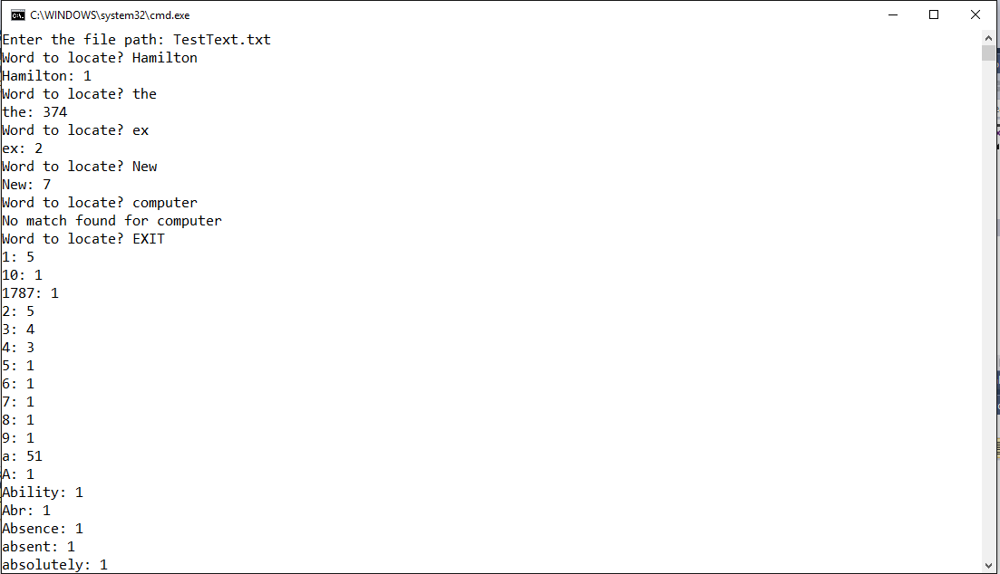 C:\WINDOWS\system32\cmd.exe
Enter the file path: TestText.txt
Word to locate? Hamilton
Hamilton: 1
Word to locate? the
the: 374
Word to locate? ex
ex: 2
Word to locate? New
New: 7
Word to locate? computer
No match found for computer
Word to locate? EXIT
1: 5
10: 1
1787: 1
2: 5
3: 4
4: 3
5: 1
6: 1
7: 1
8: 1
9: 1
a: 51
A: 1
Ability: 1
Abr: 1
Absence: 1
absent: 1
absolutely: 1